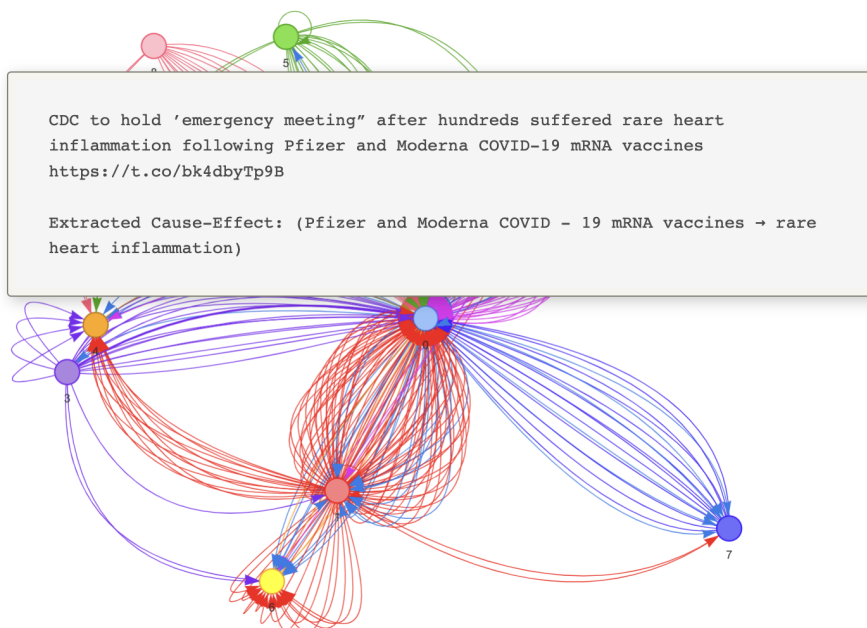 5
CDC to hold ’emergency meeting” after hundreds suffered rare heart
inflammation following Pfizer and Moderna COVID–19 mRNA vaccines
https://t.co/bk4dbyTp9B
Extracted Cause-Effect: (Pfizer and Moderna COVID – 19 mRNA vaccines → rare
heart inflammation)
4
0
3
7
6